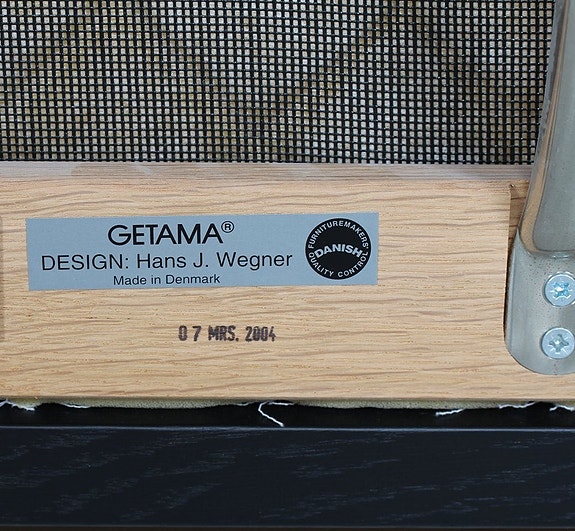 GETAMA®
DESIGN: Hans J. Wegner
Made in Denmark
FURNITUREMAKERS'
DANISH
QUALITY CONTROL
07 MRS. 2004